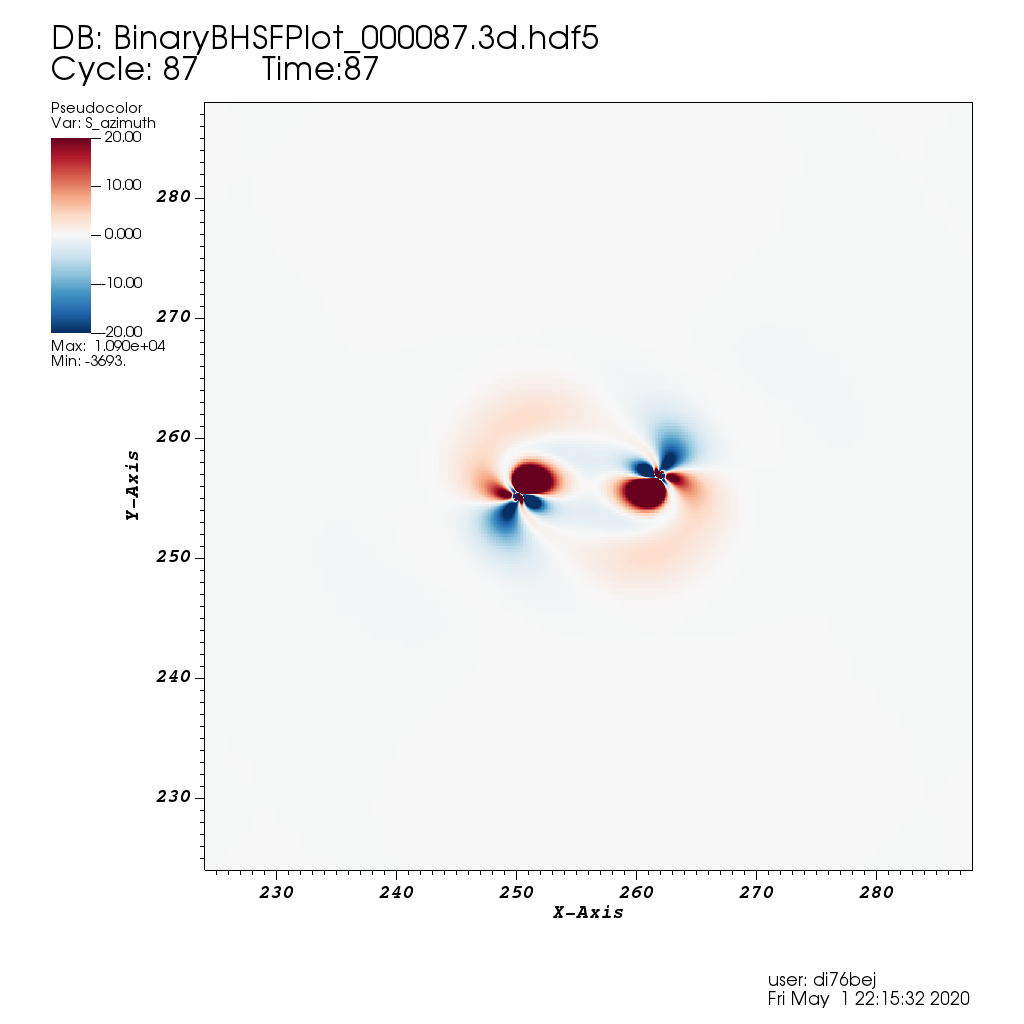 DB: BinaryBHSFPlot_000087.3d.hdf5
Cycle: 87 Time:87
Pseudocolor
Var: S_azimuth
20.00
10.00
0.000
-10.00
-20.00
Max: 1.090e+04
Min: -3693.
Y-Axis
280
270
260
250
240
230
230 240 250 260 270 280
X-Axis
user: di76bej
Fri May 1 22:15:32 2020